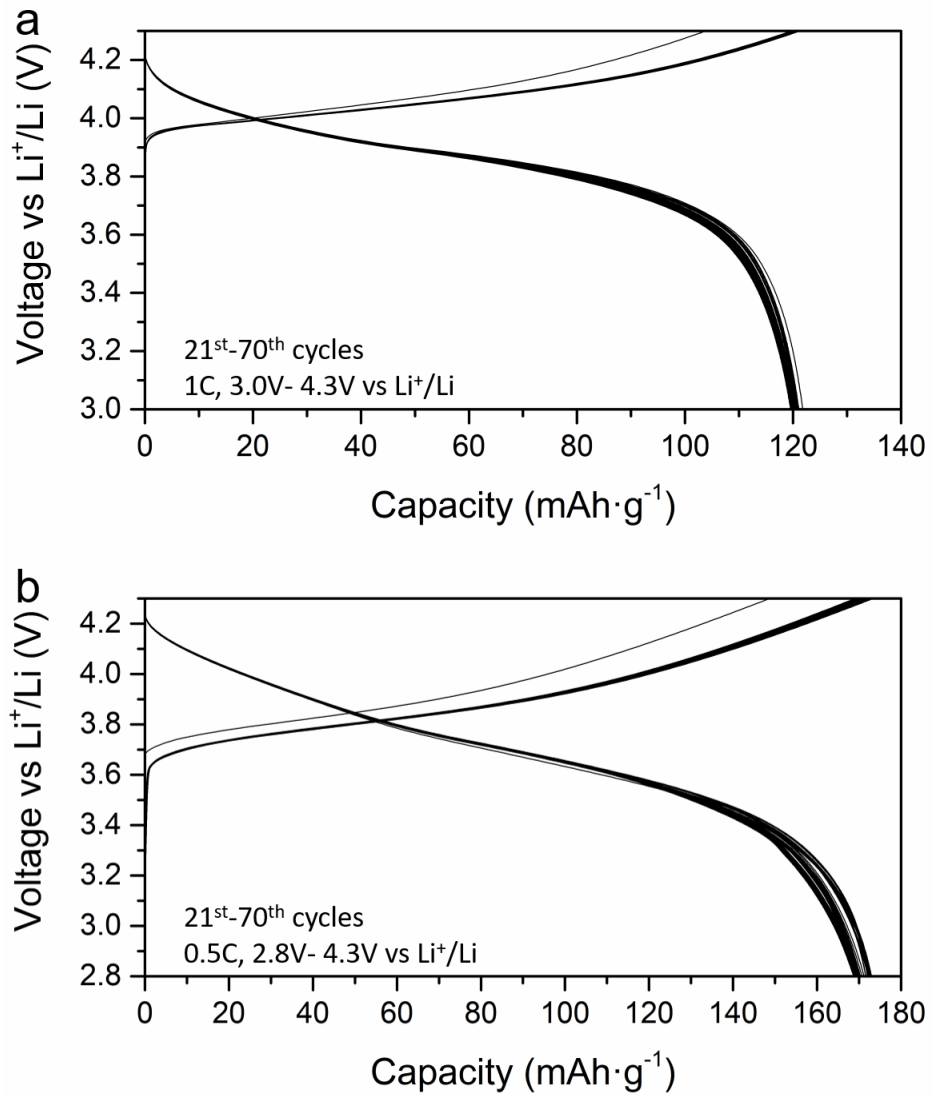 a
Voltage vs Li⁺/Li (V)
4.2
4.0
3.8
3.6
3.4
3.2
3.0
21ˢᵗ-70ᵗʰ cycles
1C, 3.0V- 4.3V vs Li⁺/Li
0 20 40 60 80 100 120 140
Capacity (mAh·g⁻¹)
b
Voltage vs Li⁺/Li (V)
4.2
4.0
3.8
3.6
3.4
3.2
3.0
2.8
21ˢᵗ-70ᵗʰ cycles
0.5C, 2.8V- 4.3V vs Li⁺/Li
0 20 40 60 80 100 120 140 160 180
Capacity (mAh·g⁻¹)